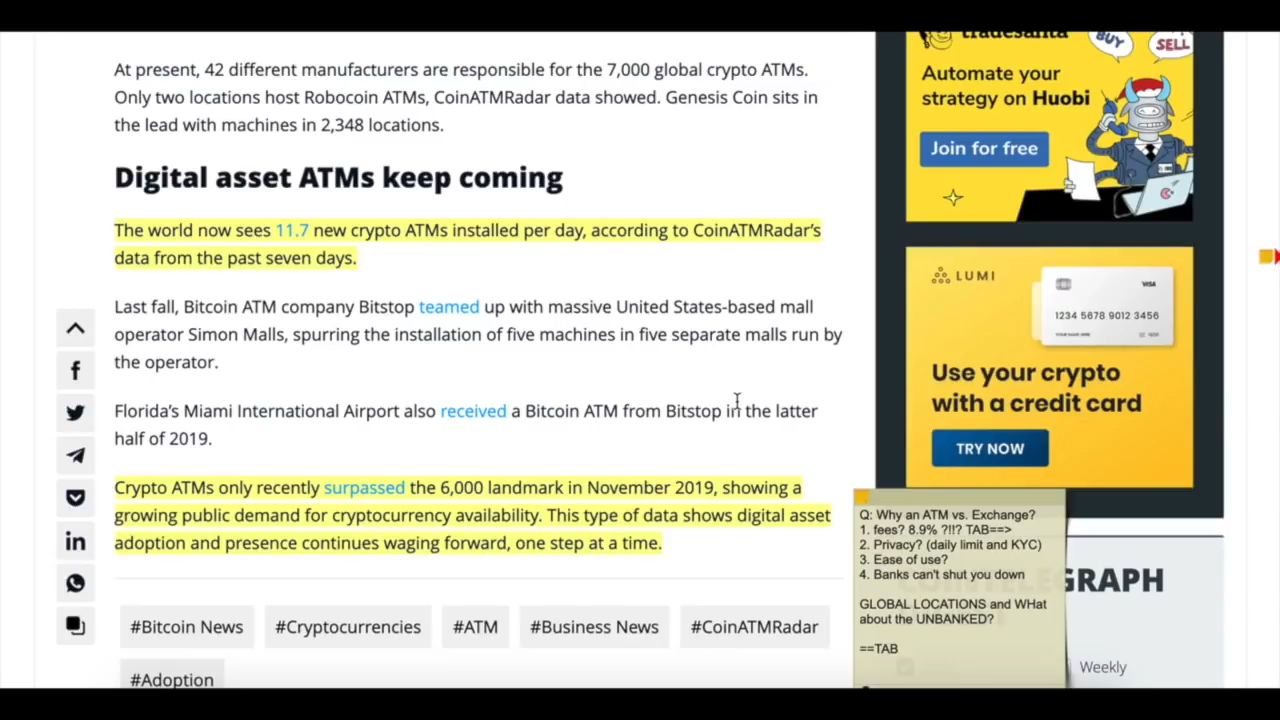 At present, 42 different manufacturers are responsible for the 7,000 global crypto ATMs.
Only two locations host Robocoin ATMs, CoinATMRadar data showed. Genesis Coin sits in
the lead with machines in 2,348 locations.
Digital asset ATMs keep coming
The world now sees 11.7 new crypto ATMs installed per day, according to CoinATMRadar’s
data from the past seven days.
Last fall, Bitcoin ATM company Bitstop teamed up with massive United States-based mall
operator Simon Malls, spurring the installation of five machines in five separate malls run by
the operator.
Florida’s Miami International Airport also received a Bitcoin ATM from Bitstop in the latter
half of 2019.
Crypto ATMs only recently surpassed the 6,000 landmark in November 2019, showing a
growing public demand for cryptocurrency availability. This type of data shows digital asset
adoption and presence continues waging forward, one step at a time.
#Bitcoin News #Cryptocurrencies #ATM #Business News #CoinATMRadar
#Adoption
tradesanta
BUY
SELL
Automate your
strategy on Huobi
Join for free
LUMI
VISA
1234 5678 9012 3456
Use your crypto
with a credit card
TRY NOW
Q: Why an ATM vs. Exchange?
1. fees? 8.9% ?!!? TAB==>
2. Privacy? (daily limit and KYC)
3. Ease of use?
4. Banks can't shut you down
GLOBAL LOCATIONS and WHat
about the UNBANKED?
==TAB
COINTELEGRAPH
Weekly